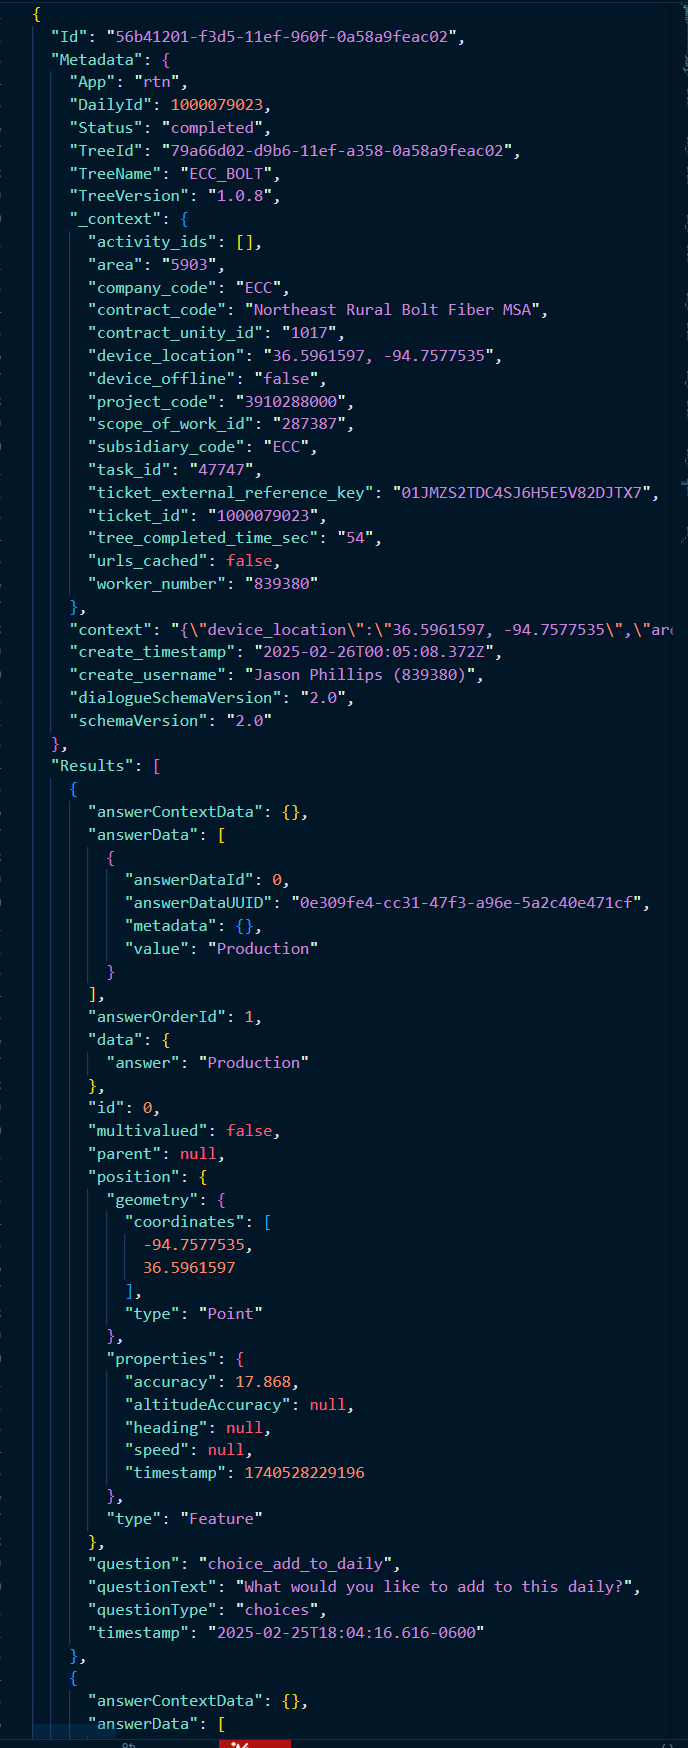 {
"Id": "56b41201-f3d5-11ef-960f-0a58a9feac02",
"Metadata": {
"App": "rtn",
"DailyId": 1000079023,
"Status": "completed",
"TreeId": "79a66d02-d9b6-11ef-a358-0a58a9feac02",
"TreeName": "ECC_BOLT",
"TreeVersion": "1.0.8",
"_context": {
"activity_ids": [],
"area": "5903",
"company_code": "ECC",
"contract_code": "Northeast Rural Bolt Fiber MSA",
"contract_unity_id": "1017",
"device_location": "36.5961597, -94.7577535",
"device_offline": "false",
"project_code": "3910288000",
"scope_of_work_id": "287387",
"subsidiary_code": "ECC",
"task_id": "47747",
"ticket_external_reference_key": "01JMZS2TDC4SJ6H5E5V82DJTX7",
"ticket_id": "1000079023",
"tree_completed_time_sec": "54",
"urls_cached": false,
"worker_number": "839380"
},
"context": "{\"device_location\":\"36.5961597, -94.7577535\",\"are
"create_timestamp": "2025-02-26T00:05:08.372Z",
"create_username": "Jason Phillips (839380)",
"dialogueSchemaVersion": "2.0",
"schemaVersion": "2.0"
},
"Results": [
{
"answerContextData": {},
"answerData": [
{
"answerDataId": 0,
"answerDataUUID": "0e309fe4-cc31-47f3-a96e-5a2c40e471cf",
"metadata": {},
"value": "Production"
}
],
"answerOrderId": 1,
"data": {
"answer": "Production"
},
"id": 0,
"multivalued": false,
"parent": null,
"position": {
"geometry": {
"coordinates": [
-94.7577535,
36.5961597
],
"type": "Point"
},
"properties": {
"accuracy": 17.868,
"altitudeAccuracy": null,
"heading": null,
"speed": null,
"timestamp": 1740528229196
},
"type": "Feature"
},
"question": "choice_add_to_daily",
"questionText": "What would you like to add to this daily?",
"questionType": "choices",
"timestamp": "2025-02-25T18:04:16.616-0600"
},
{
"answerContextData": {},
"answerData": [